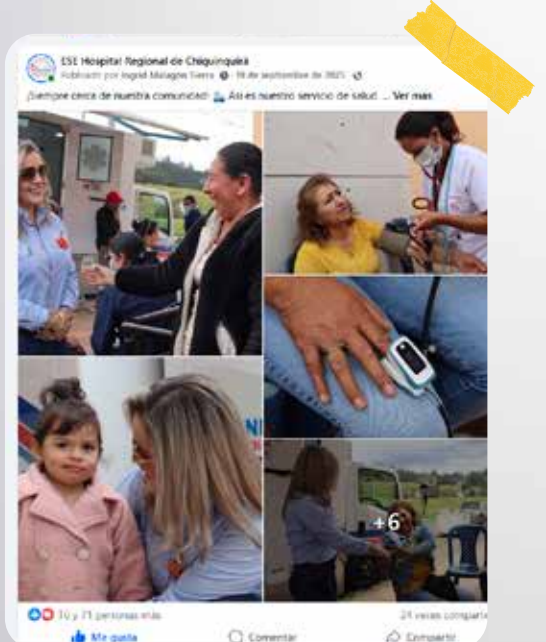 ESE Hospital Regional de Chiquinquirá
Publicado por Ingrid Malagón Sierra · 19 de septiembre de 2025
¡Siempre cerca de nuestra comunidad! Así es nuestro servicio de salud ... Ver más
+6
Tú y 71 personas más
24 veces comparti
Me gusta
Comentar
Compartir